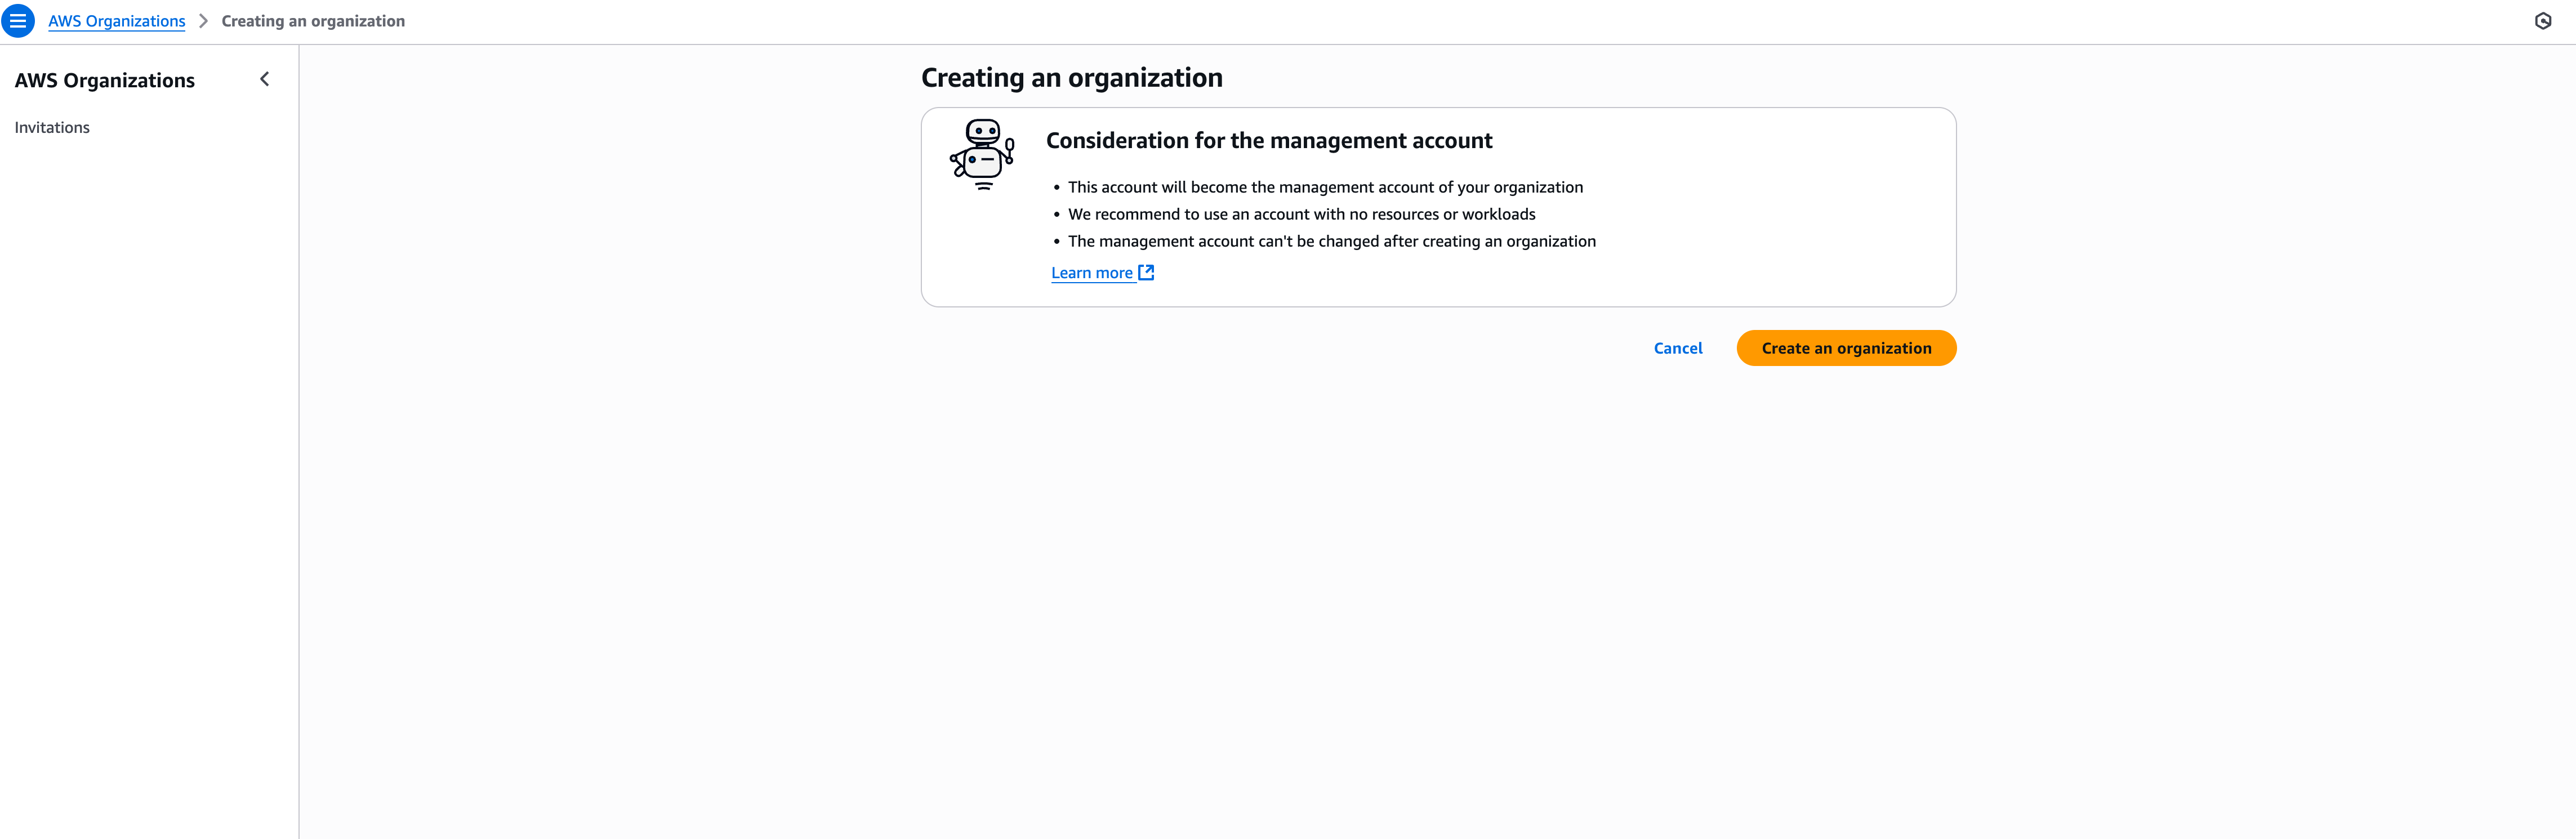 AWS Organizations > Creating an organization
AWS Organizations
Invitations
Creating an organization
Consideration for the management account
• This account will become the management account of your organization
• We recommend to use an account with no resources or workloads
• The management account can't be changed after creating an organization
Learn more
Cancel
Create an organization